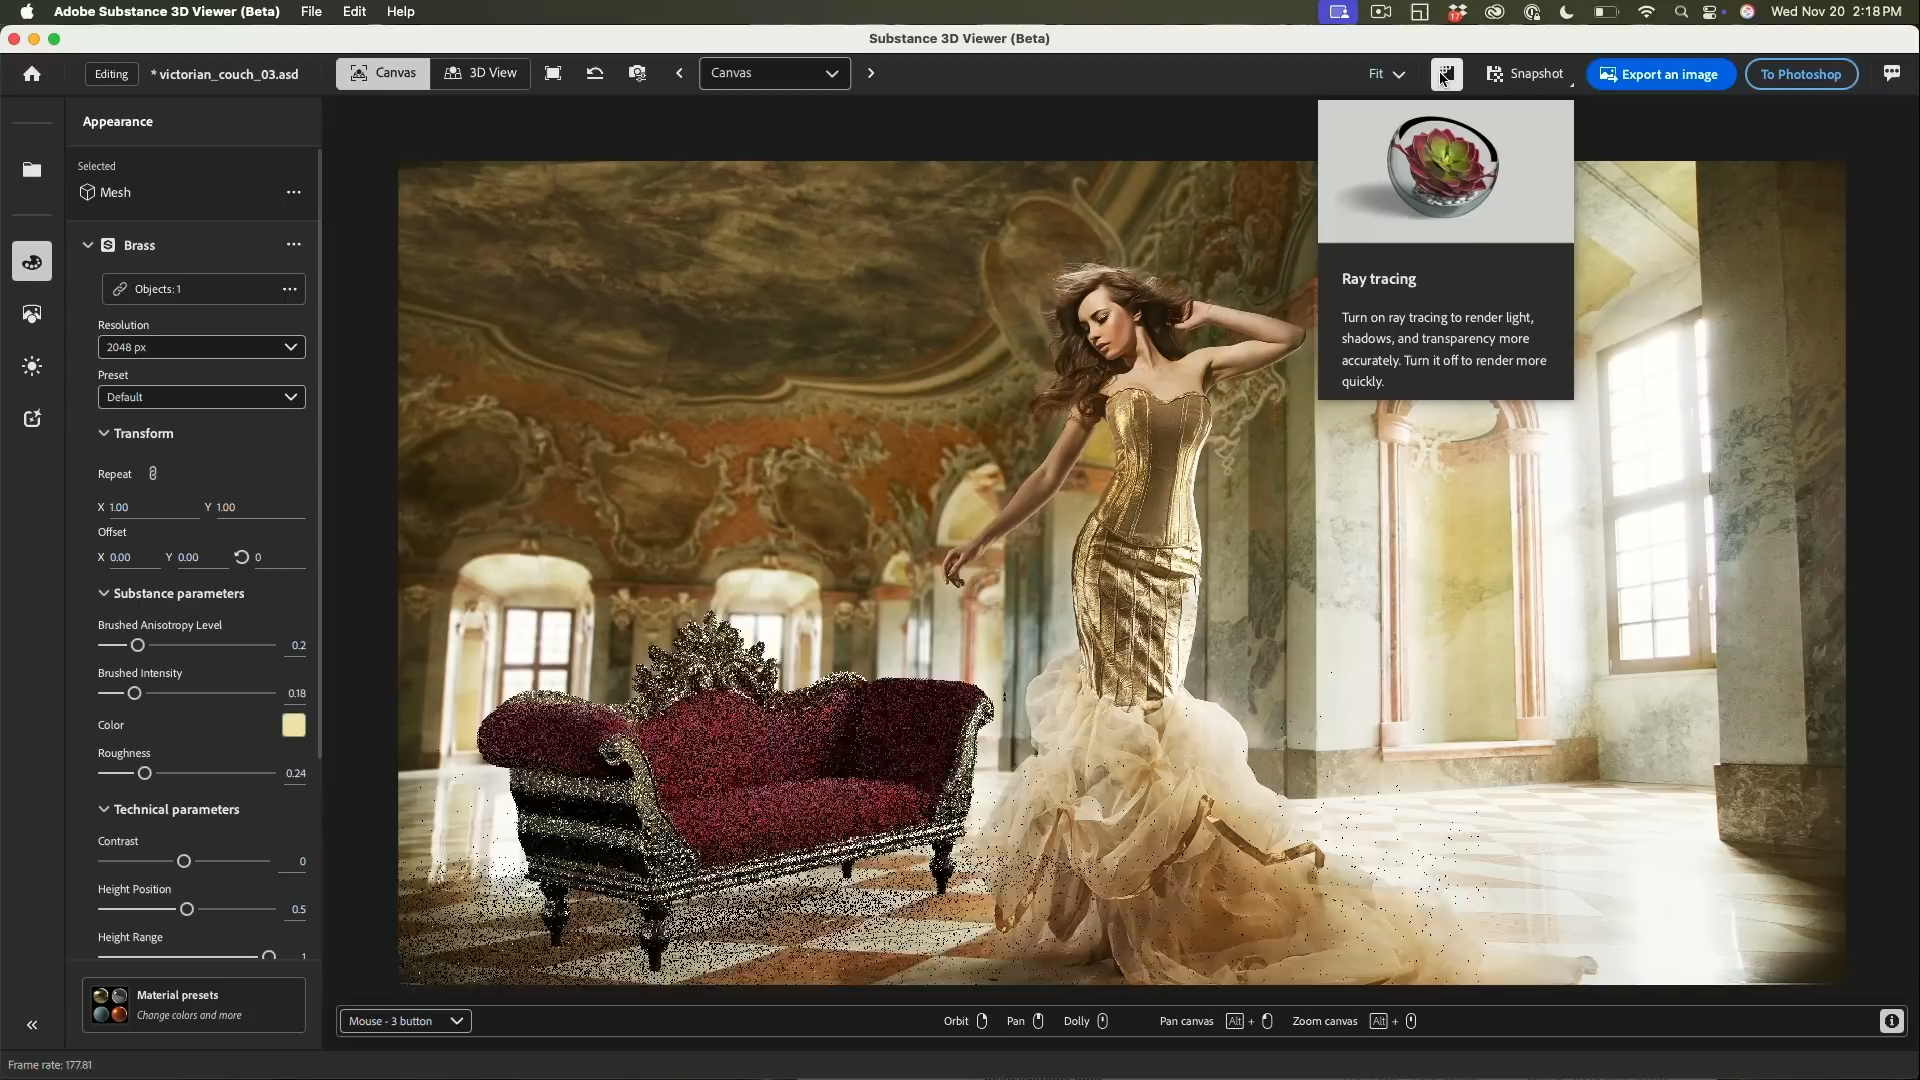 Adobe Substance 3D Viewer (Beta) File Edit Help
17
Wed Nov 20 2:18 PM
Substance 3D Viewer (Beta)
Editing * victorian_couch_03.asd Canvas 3D View Canvas Fit Snapshot Export an image To Photoshop
Appearance
Selected
Mesh
Brass
Objects: 1
Resolution
2048 px
Preset
Default
Transform
Repeat
X 1.00 Y 1.00
Offset
X 0.00 Y 0.00 0
Substance parameters
Brushed Anisotropy Level
0.2
Brushed Intensity
0.18
Color
Roughness
0.24
Technical parameters
Contrast
0
Height Position
0.5
Height Range
1
Material presets
Change colors and more
Ray tracing
Turn on ray tracing to render light,
shadows, and transparency more
accurately. Turn it off to render more
quickly.
Mouse - 3 button Orbit Pan Dolly Pan canvas Alt + Zoom canvas Alt +
Frame rate: 177.81